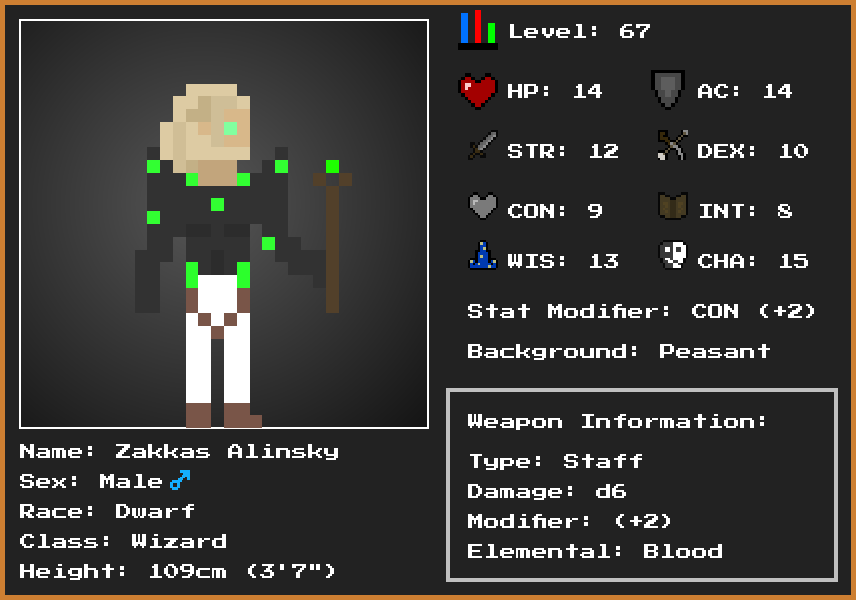 Level: 67
HP: 14
AC: 14
STR: 12
DEX: 10
CON: 9
INT: 8
WIS: 13
CHA: 15
Stat Modifier: CON (+2)
Background: Peasant
Weapon Information:
Type: Staff
Damage: d6
Modifier: (+2)
Elemental: Blood
Name: Zakkas Alinsky
Sex: Male♂
Race: Dwarf
Class: Wizard
Height: 109cm (3'7")